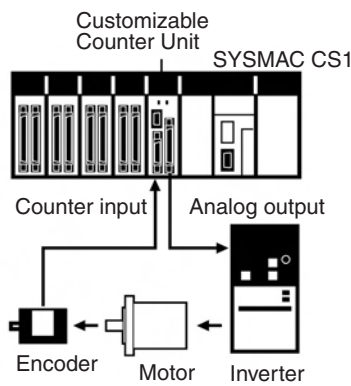 Customizable
Counter Unit
SYSMAC CS1
Counter input
Analog output
Encoder
Motor
Inverter